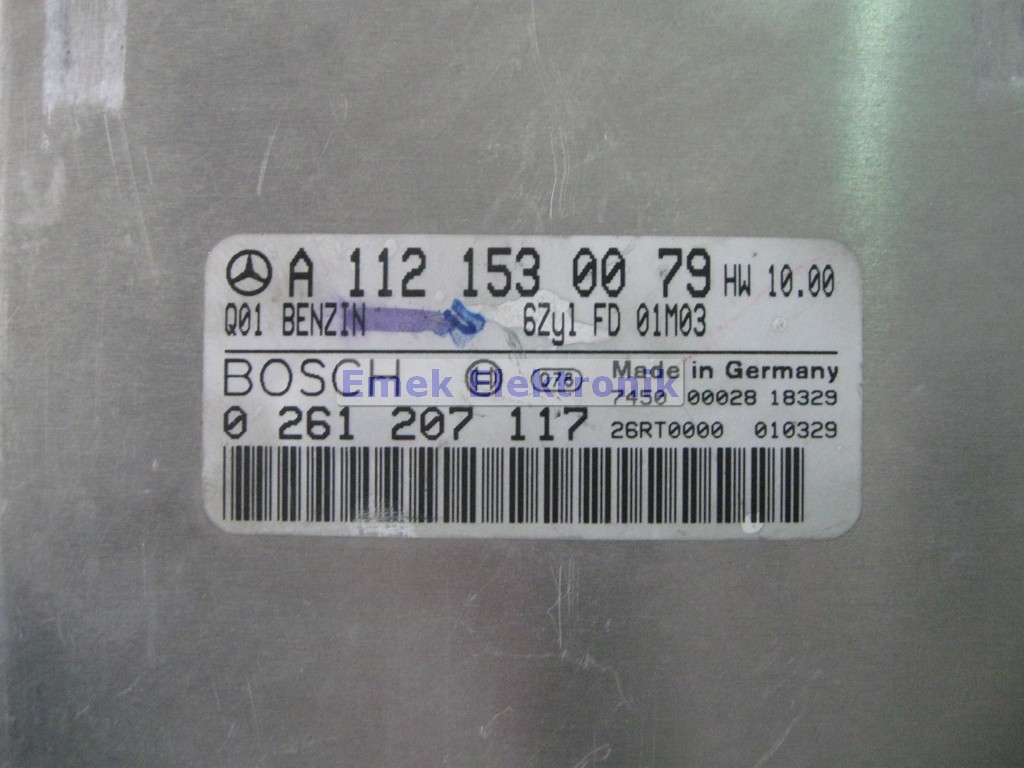 A 112 153 00 79 HW 10.00
Q01 BENZIN 6Zyl FD 01M03
BOSCH Q78 Made in Germany
Emek Elektronik
7450 00028 18329
0 261 207 117 26RT0000 010329